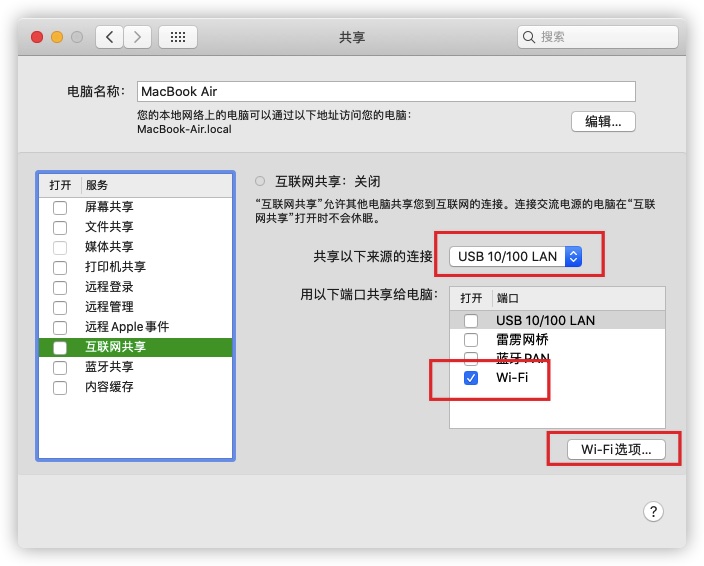 共享
搜索
电脑名称：
MacBook Air
您的本地网络上的电脑可以通过以下地址访问您的电脑：
MacBook-Air.local
编辑...
打开 服务
屏幕共享
文件共享
媒体共享
打印机共享
远程登录
远程管理
远程Apple事件
互联网共享
蓝牙共享
内容缓存
互联网共享：关闭
“互联网共享”允许其他电脑共享您到互联网的连接。连接交流电源的电脑在“互联
网共享”打开时不会休眠。
共享以下来源的连接
USB 10/100 LAN
用以下端口共享给电脑：
打开 端口
USB 10/100 LAN
雷雳网桥
蓝牙PAN
Wi-Fi
Wi-Fi选项...
?